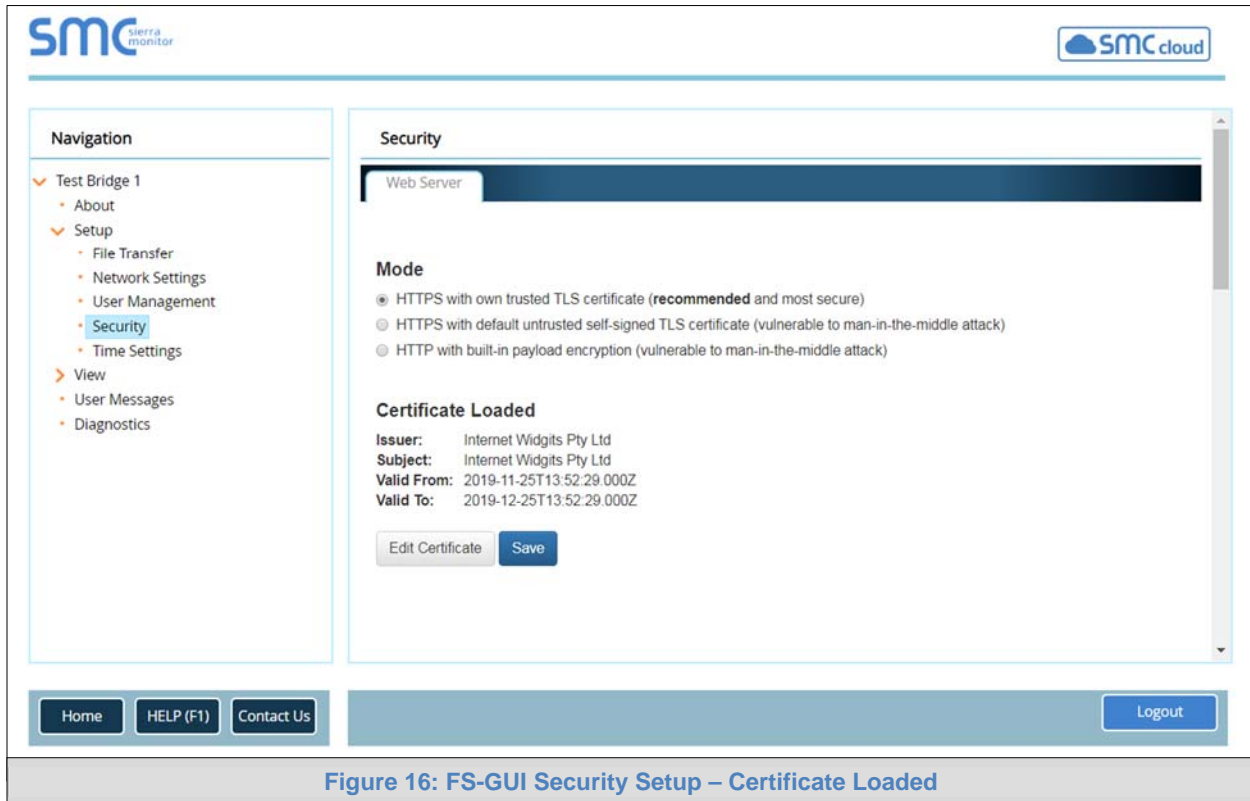 SMC sierra monitor
SMC cloud
Navigation
Test Bridge 1
About
Setup
File Transfer
Network Settings
User Management
Security
Time Settings
View
User Messages
Diagnostics
Security
Web Server
Mode
HTTPS with own trusted TLS certificate (recommended and most secure)
HTTPS with default untrusted self-signed TLS certificate (vulnerable to man-in-the-middle attack)
HTTP with built-in payload encryption (vulnerable to man-in-the-middle attack)
Certificate Loaded
Issuer: Internet Widgits Pty Ltd
Subject: Internet Widgits Pty Ltd
Valid From: 2019-11-25T13:52:29.000Z
Valid To: 2019-12-25T13:52:29.000Z
Edit Certificate Save
Home HELP (F1) Contact Us
Logout
Figure 16: FS-GUI Security Setup – Certificate Loaded